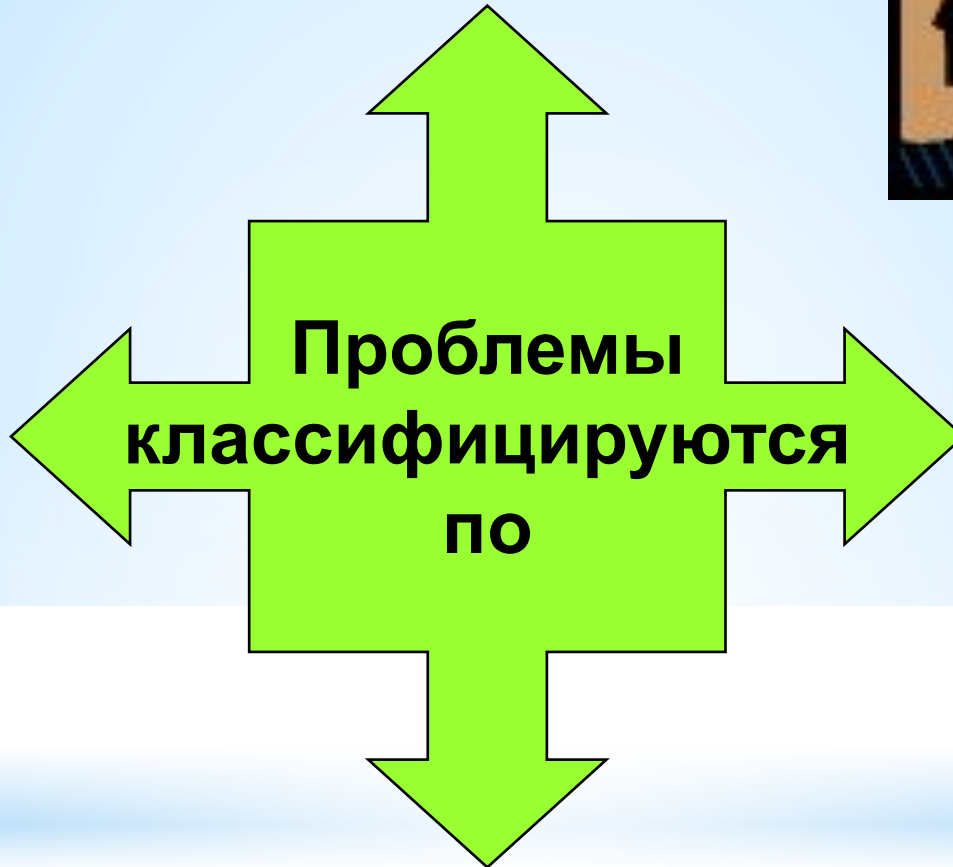 Проблемы
классифицируются
по